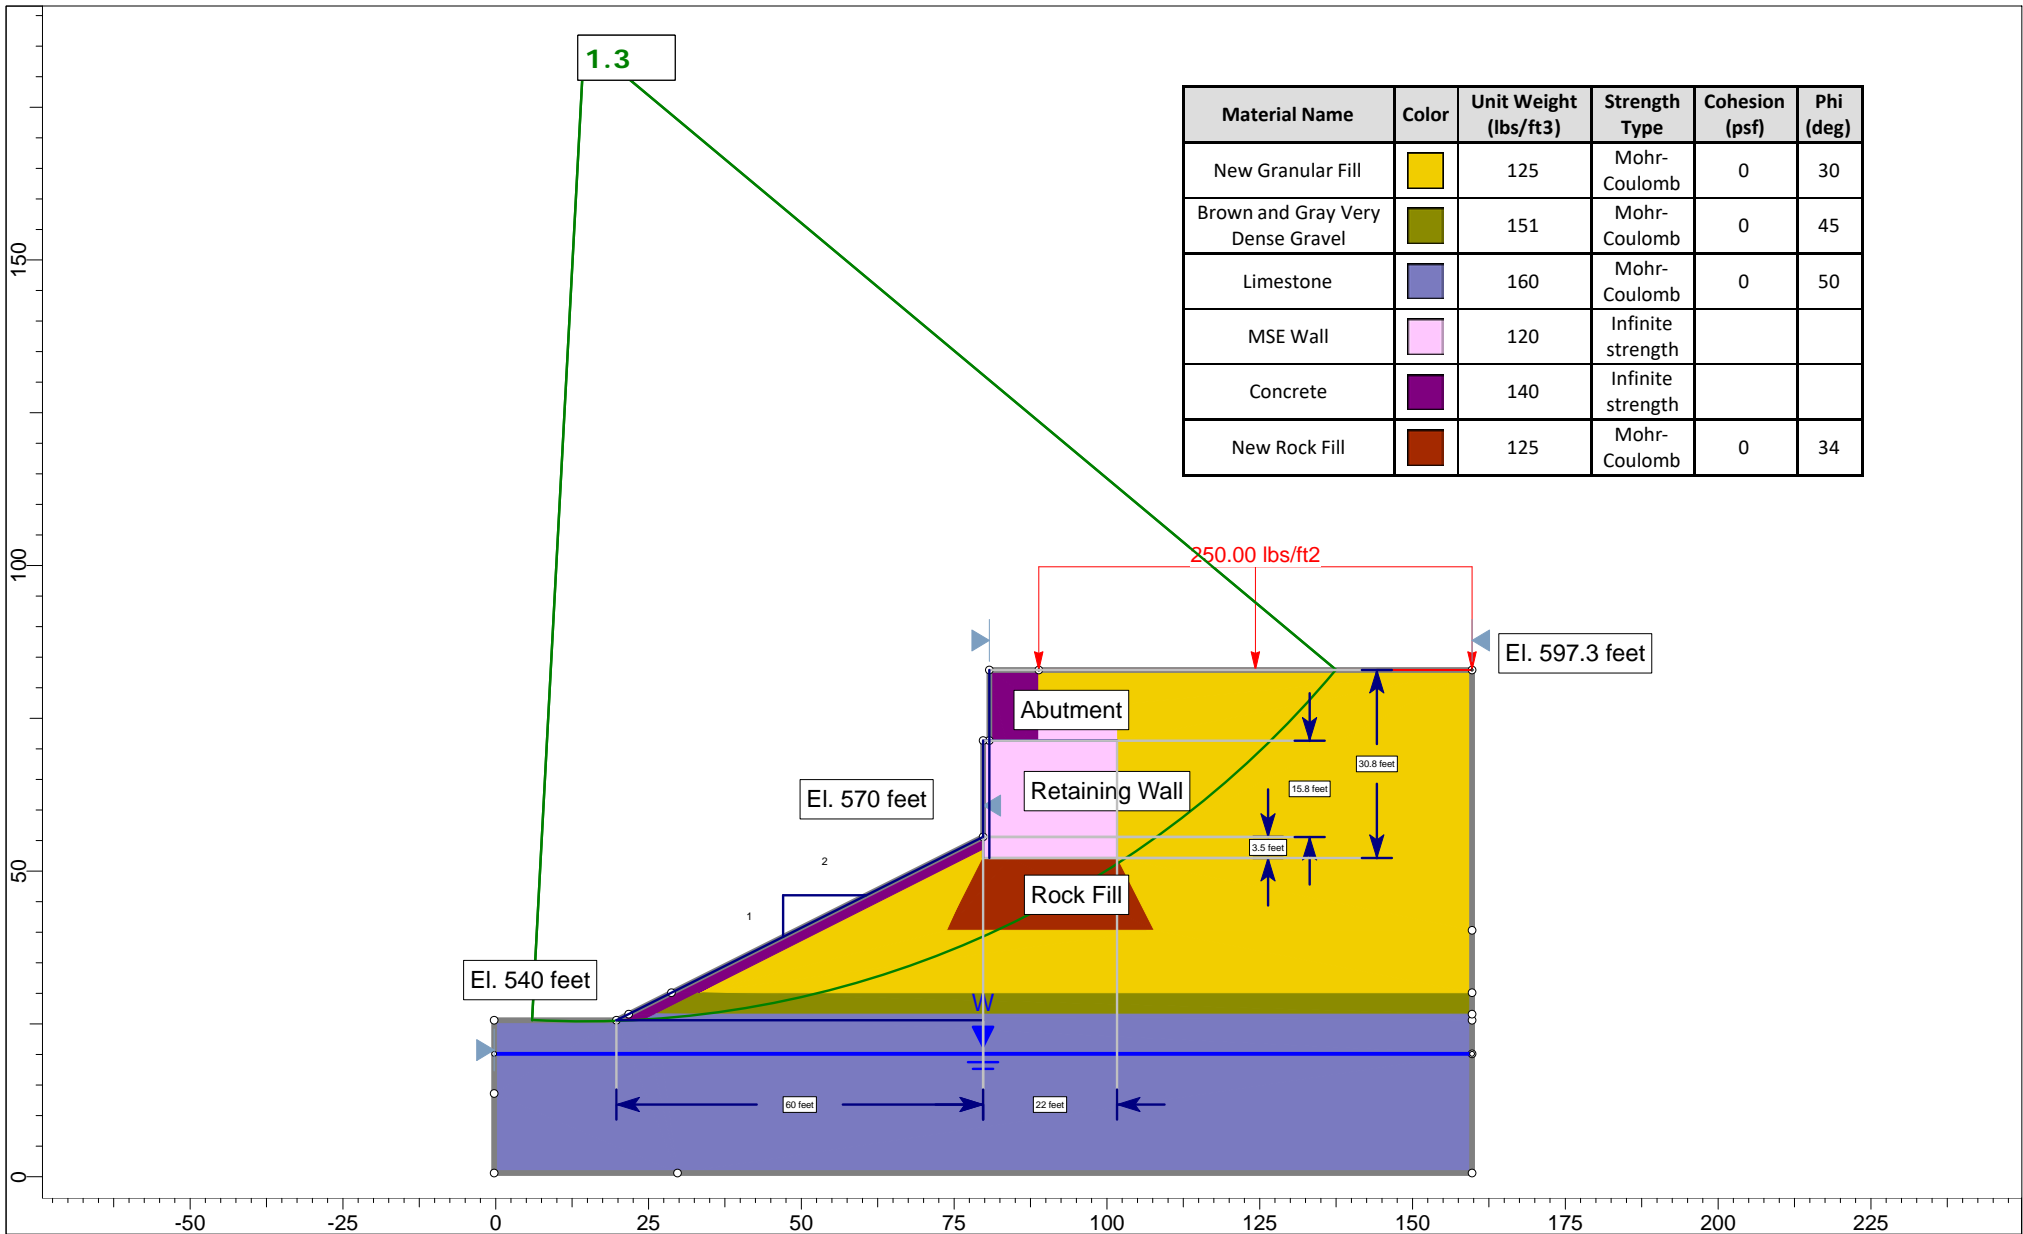 1.3
Material Name Color Unit Weight (lbs/ft3) Strength Type Cohesion (psf) Phi (deg)
New Granular Fill 125 Mohr-Coulomb 0 30
Brown and Gray Very Dense Gravel 151 Mohr-Coulomb 0 45
Limestone 160 Mohr-Coulomb 0 50
MSE Wall 120 Infinite strength
Concrete 140 Infinite strength
New Rock Fill 125 Mohr-Coulomb 0 34
250.00 lbs/ft2
El. 597.3 feet
Abutment
30.8 feet
15.8 feet
Retaining Wall
El. 570 feet
3.5 feet
2
1
Rock Fill
El. 540 feet
W
60 feet
22 feet
150
100
50
0
-50 -25 0 25 50 75 100 125 150 175 200 225